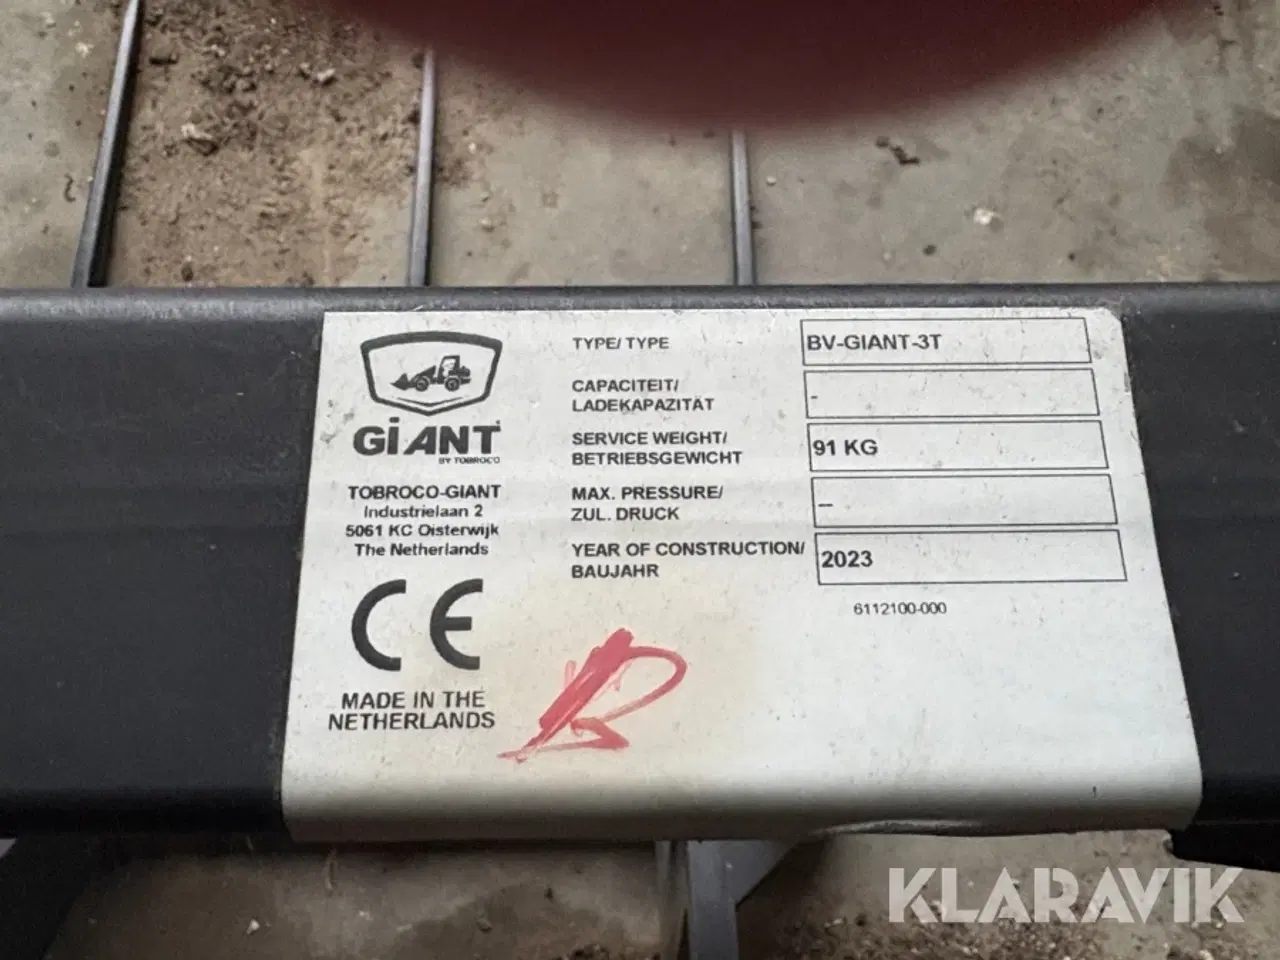 GiANT
BY TOBROCO
TOBROCO-GIANT
Industrielaan 2
5061 KC Oisterwijk
The Netherlands
CE
MADE IN THE
NETHERLANDS
TYPE/ TYPE
BV-GIANT-3T
CAPACITEIT/
LADEKAPAZITÄT
-
SERVICE WEIGHT/
BETRIEBSGEWICHT
91 KG
MAX. PRESSURE/
ZUL. DRUCK
--
YEAR OF CONSTRUCTION/
BAUJAHR
2023
6112100-000
KLARAVIK